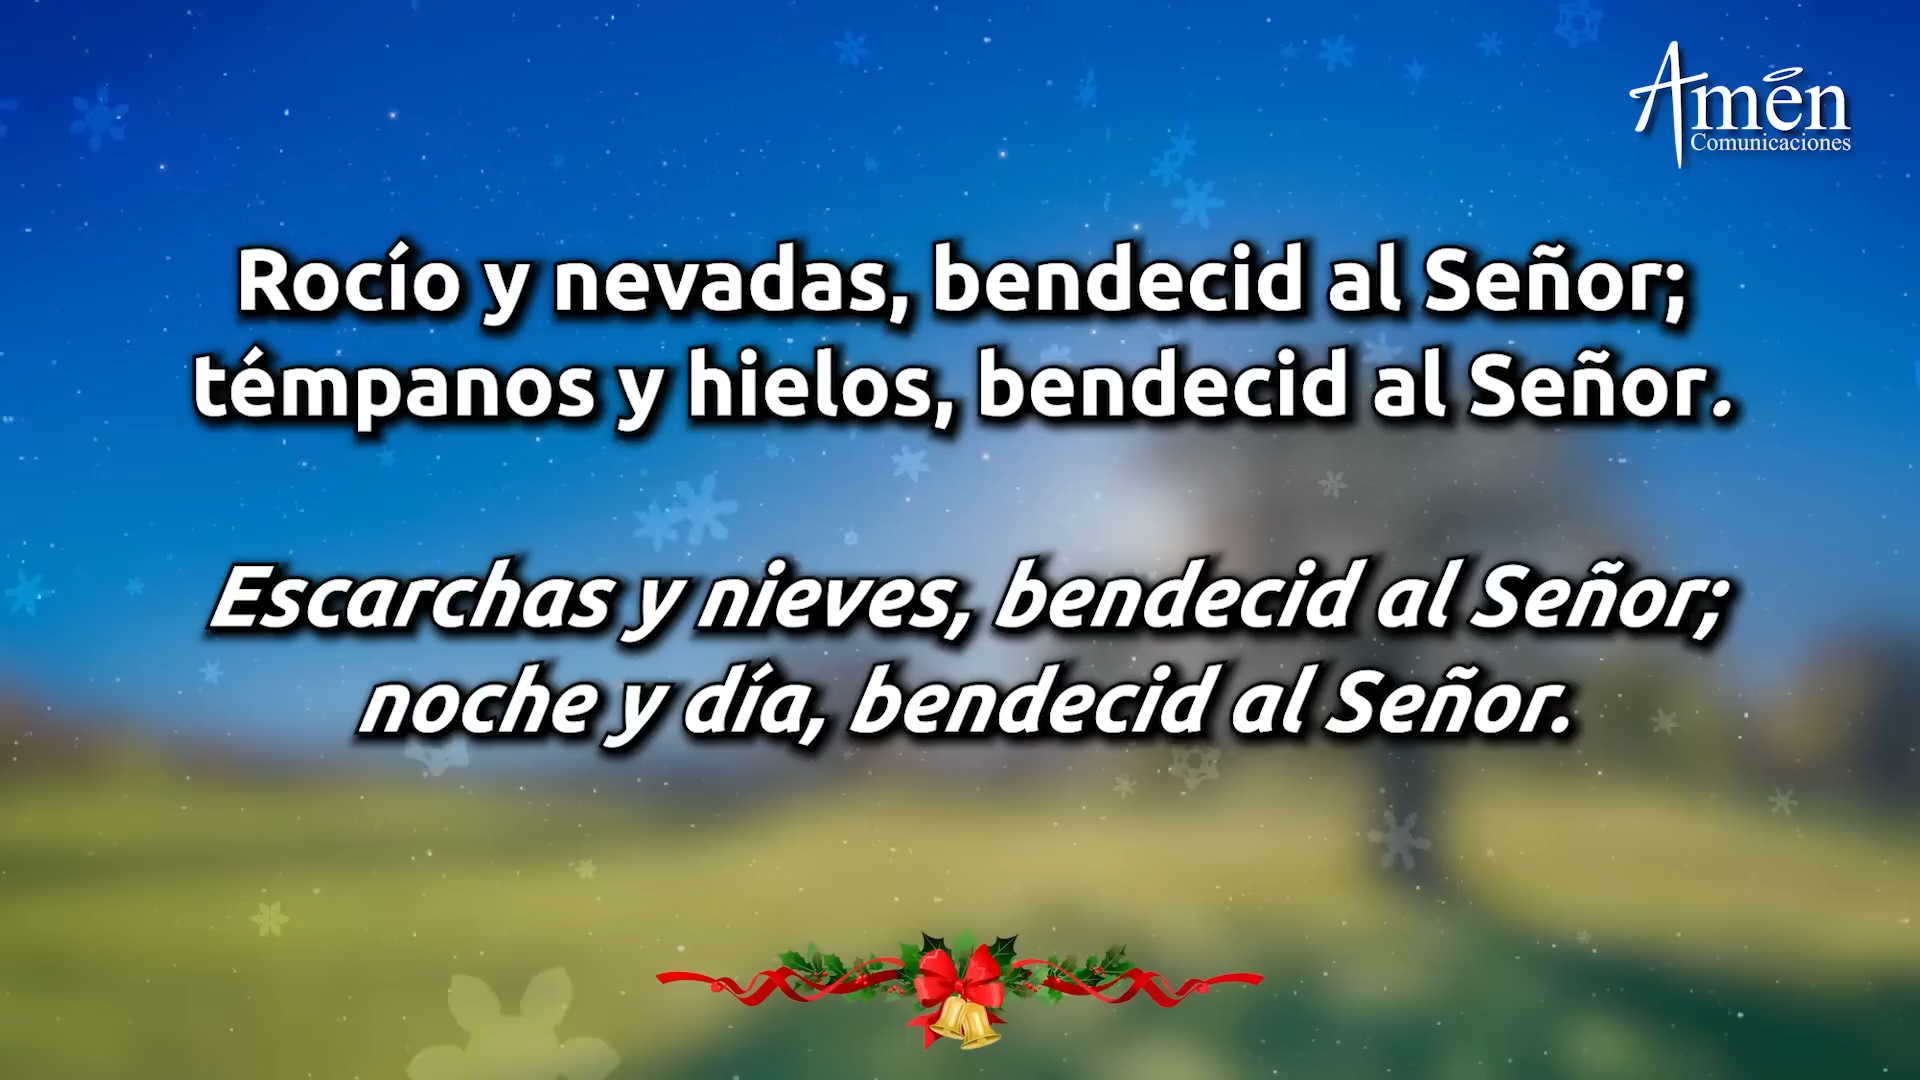 Amén
Comunicaciones
Rocío y nevadas, bendecid al Señor;
témpanos y hielos, bendecid al Señor.
Escarchas y nieves, bendecid al Señor;
noche y día, bendecid al Señor.